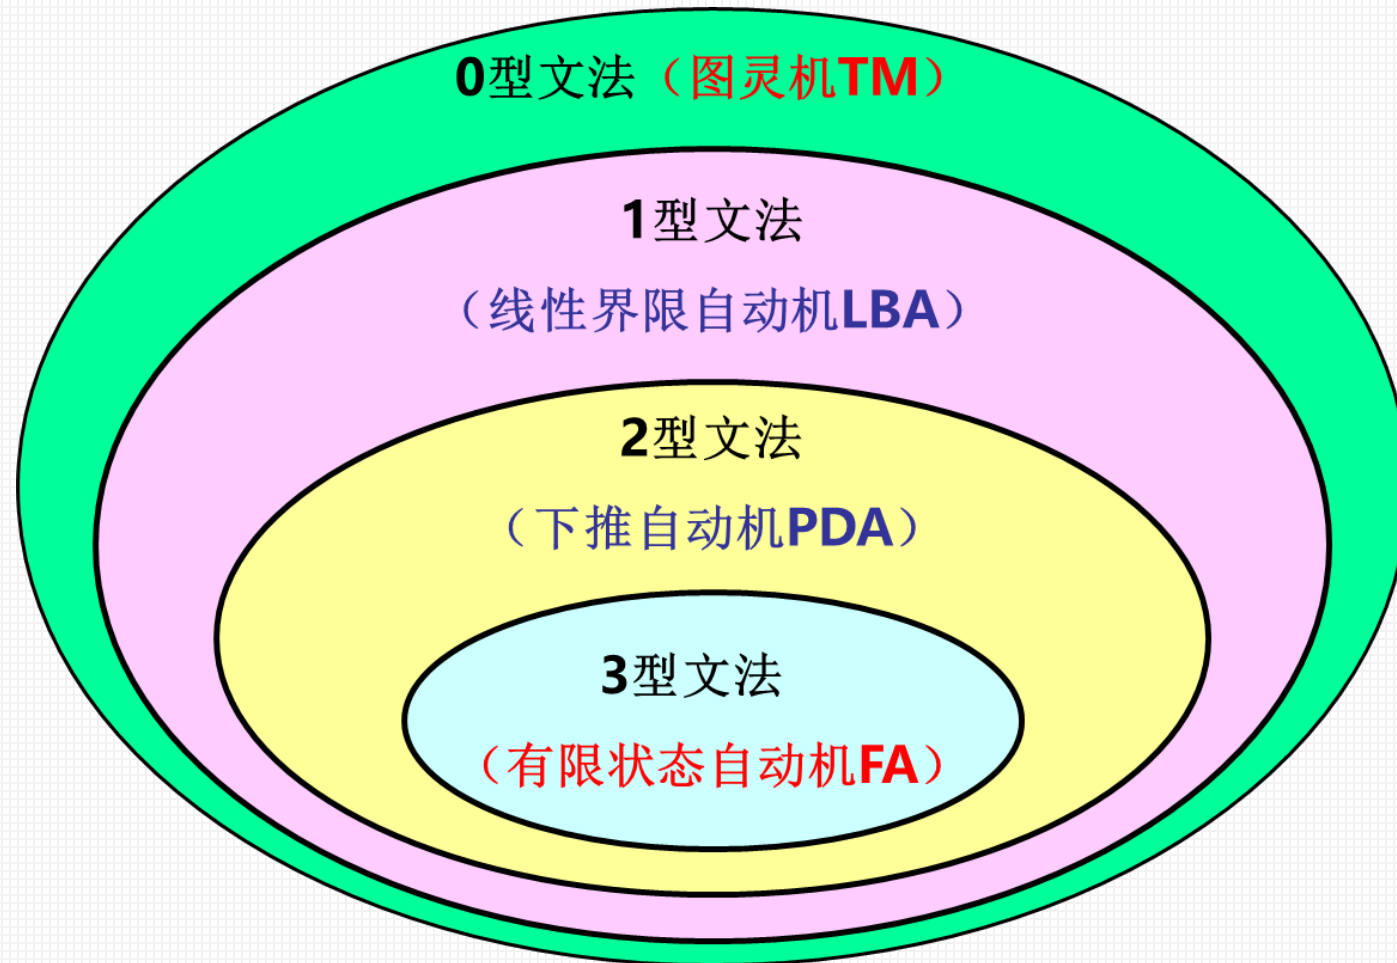 0型文法（图灵机TM）
1型文法
（线性界限自动机LBA）
2型文法
（下推自动机PDA）
3型文法
（有限状态自动机FA）